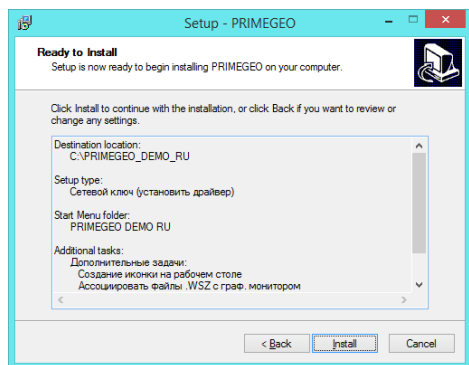 Setup - PRIMEGEO
Ready to Install
Setup is now ready to begin installing PRIMEGEO on your computer.
Click Install to continue with the installation, or click Back if you want to review or
change any settings.
Destination location:
C:\PRIMEGEO_DEMO_RU
Setup type:
Сетевой ключ (установить драйвер)
Start Menu folder:
PRIMEGEO DEMO RU
Additional tasks:
Дополнительные задачи:
Создание иконки на рабочем столе
Ассоциировать файлы .WSZ с граф. монитором
< Back Install Cancel